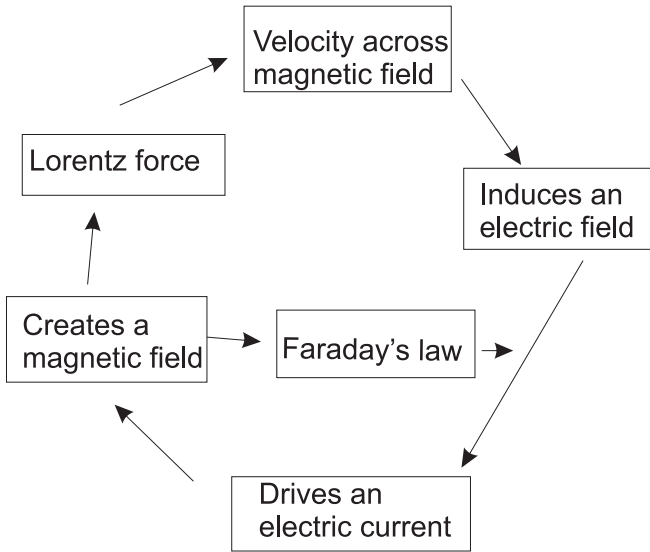 Velocity across
magnetic field
Lorentz force
Induces an
electric field
Creates a
magnetic field
Faraday's law
Drives an
electric current